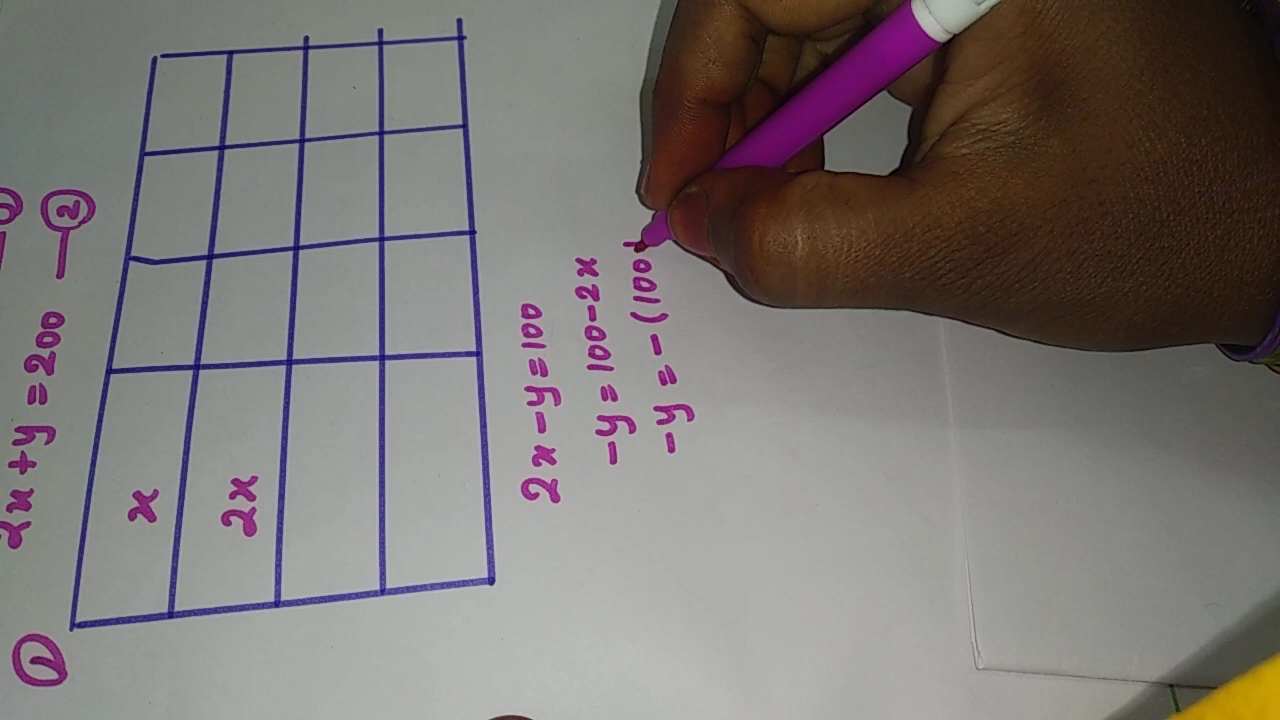 2x+y=200 —②
①
x
2x
2x-y=100
-y=100-2x
-y=-(100